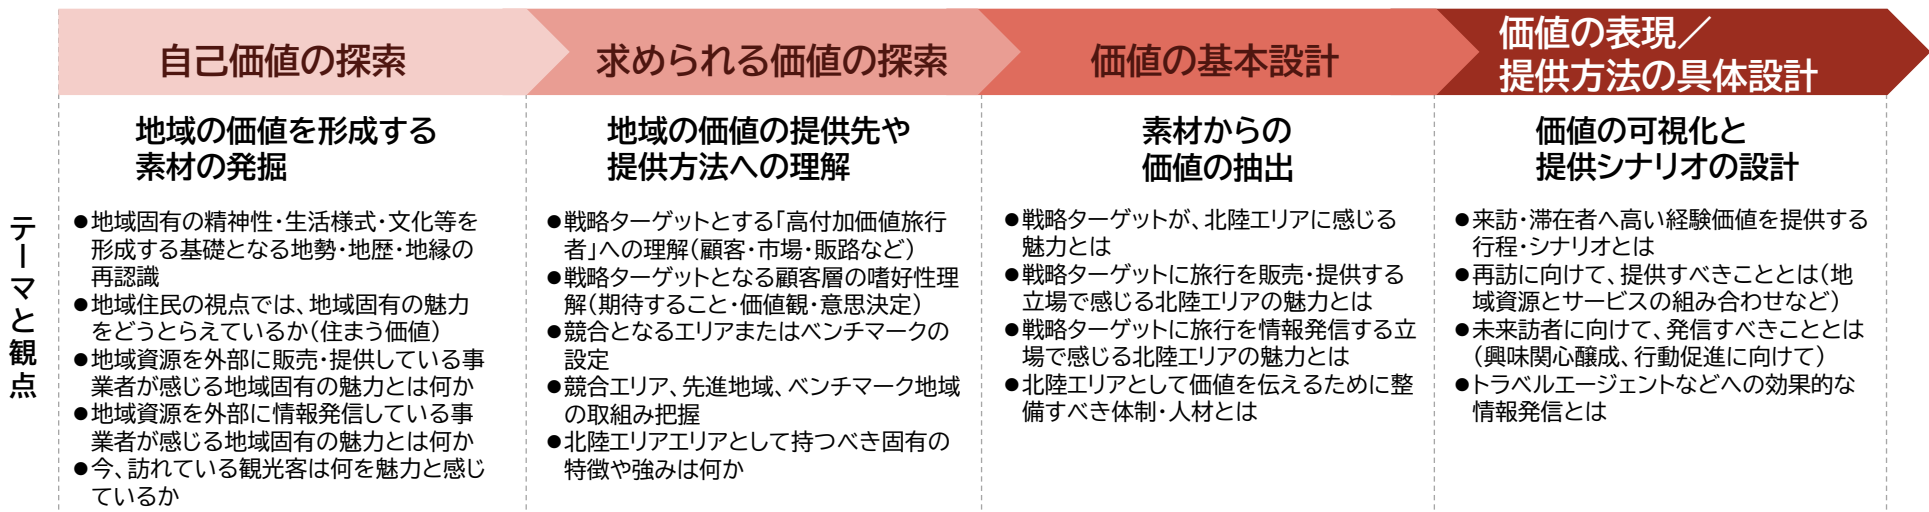 自己価値の探索
求められる価値の探索
価値の基本設計
価値の表現／
提供方法の具体設計
テーマと観点
地域の価値を形成する
素材の発掘
●地域固有の精神性・生活様式・文化等を
形成する基礎となる地勢・地歴・地縁の
再認識
●地域住民の視点では、地域固有の魅力
をどうとらえているか（住まう価値）
●地域資源を外部に販売・提供している事
業者が感じる地域固有の魅力とは何か
●地域資源を外部に情報発信している事
業者が感じる地域固有の魅力とは何か
●今、訪れている観光客は何を魅力と感じ
ているか
地域の価値の提供先や
提供方法への理解
●戦略ターゲットとする「高付加価値旅行
者」への理解（顧客・市場・販路など）
●戦略ターゲットとなる顧客層の嗜好性理
解（期待すること・価値観・意思決定）
●競合となるエリアまたはベンチマークの
設定
●競合エリア、先進地域、ベンチマーク地域
の取組み把握
●北陸エリアエリアとして持つべき固有の
特徴や強みは何か
素材からの
価値の抽出
●戦略ターゲットが、北陸エリアに感じる
魅力とは
●戦略ターゲットに旅行を販売・提供する
立場で感じる北陸エリアの魅力とは
●戦略ターゲットに旅行を情報発信する立
場で感じる北陸エリアの魅力とは
●北陸エリアとして価値を伝えるために整
備すべき体制・人材とは
価値の可視化と
提供シナリオの設計
●来訪・滞在者へ高い経験価値を提供する
行程・シナリオとは
●再訪に向けて、提供すべきこととは（地
域資源とサービスの組み合わせなど）
●未来訪者に向けて、発信すべきこととは
（興味関心醸成、行動促進に向けて）
●トラベルエージェントなどへの効果的な
情報発信とは